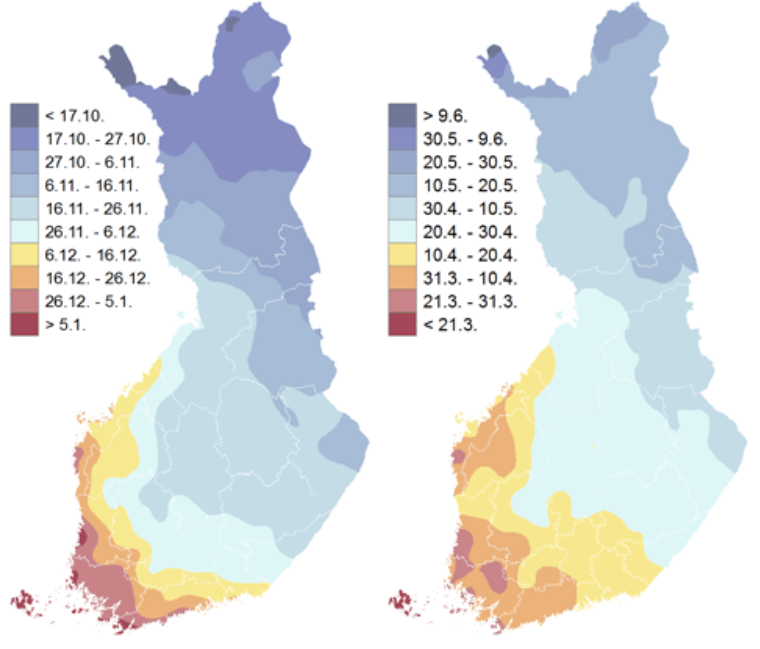 < 17.10.
17.10. - 27.10.
27.10. - 6.11.
6.11. - 16.11.
16.11. - 26.11.
26.11. - 6.12.
6.12. - 16.12.
16.12. - 26.12.
26.12. - 5.1.
> 5.1.
> 9.6.
30.5. - 9.6.
20.5. - 30.5.
10.5. - 20.5.
30.4. - 10.5.
20.4. - 30.4.
10.4. - 20.4.
31.3. - 10.4.
21.3. - 31.3.
< 21.3.